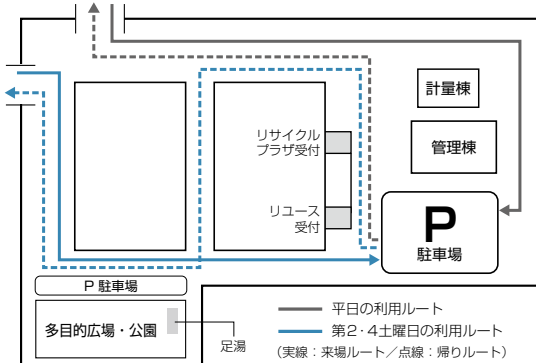 計量棟
管理棟
リサイクル
プラザ受付
リユース
受付
P
駐車場
P 駐車場
多目的広場・公園
足湯
平日の利用ルート
第2・4土曜日の利用ルート
(実線：来場ルート／点線：帰りルート)